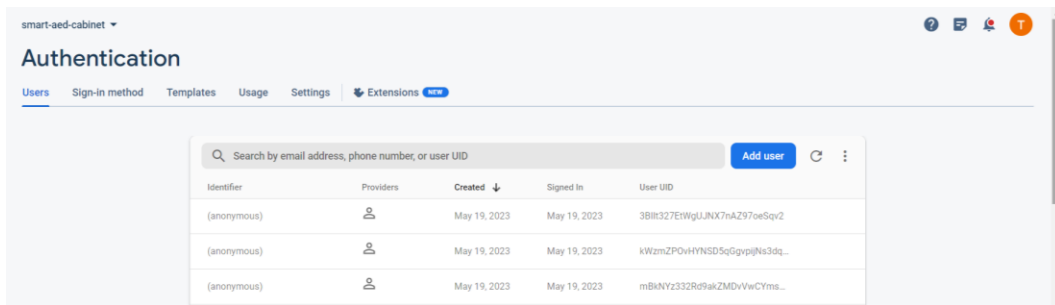 smart-aed-cabinet
T
Authentication
Users Sign-in method Templates Usage Settings Extensions NEW
Search by email address, phone number, or user UID Add user
Identifier Providers Created Signed In User UID
(anonymous) May 19, 2023 May 19, 2023 3BIIt327EtWgUJNX7nAZ97oeSqv2
(anonymous) May 19, 2023 May 19, 2023 kWzmZPOvHYNSD5qGgvpijNs3dq...
(anonymous) May 19, 2023 May 19, 2023 mBkNYz332Rd9akZMDvVwCYms...